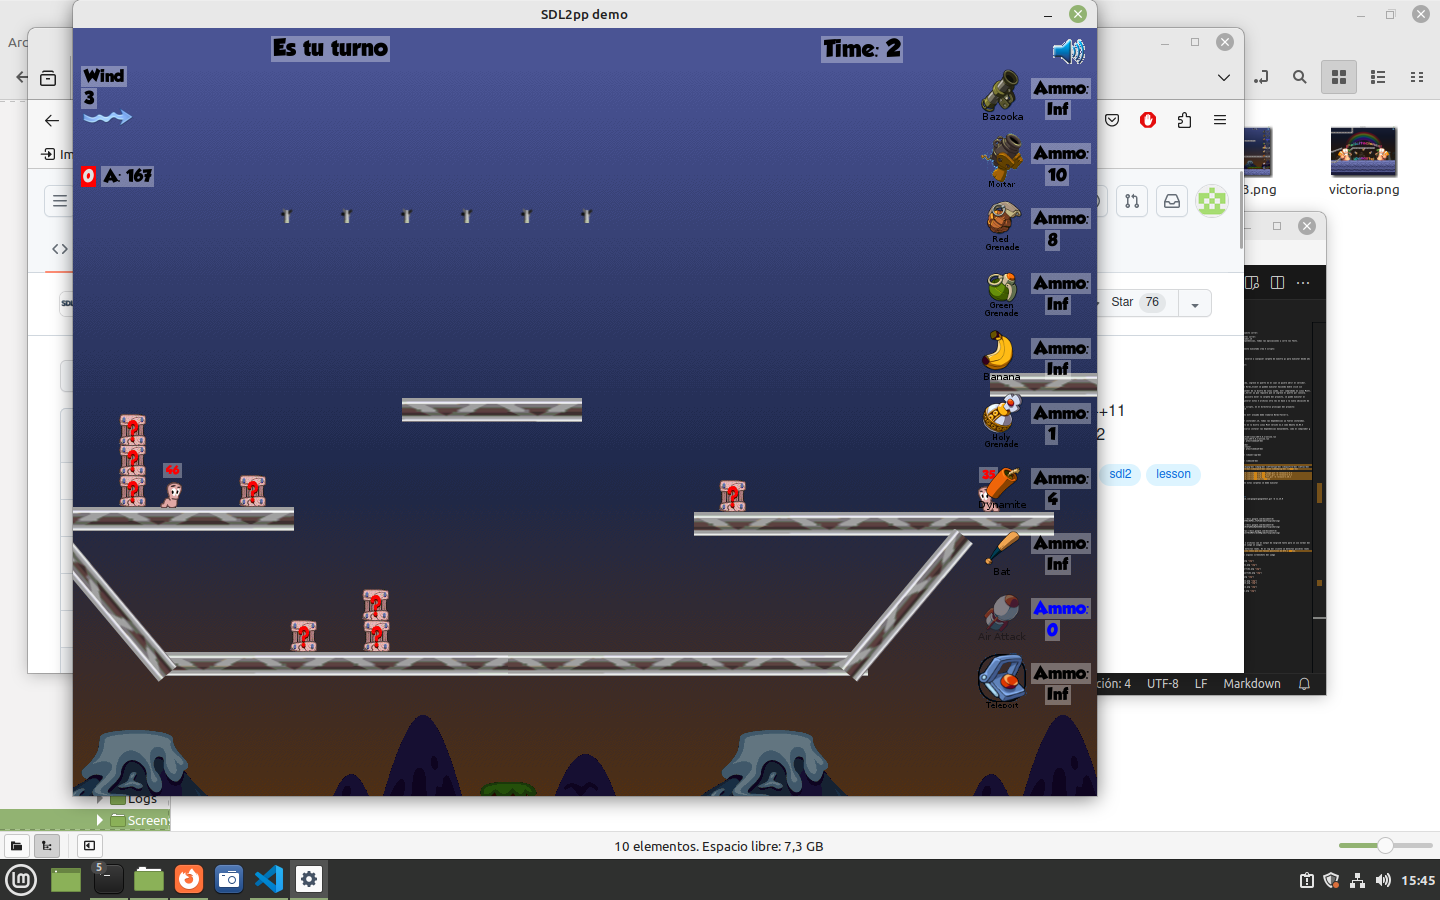 SDL2pp demo
Arc
Es tu turno
Time: 2
Wind
3
Im
0 A: 167
Bazooka
Ammo:
Inf
Mortar
Ammo:
10
Red
Grenade
Ammo:
8
Green
Grenade
Ammo:
Inf
Banana
Ammo:
Inf
Holy
Grenade
Ammo:
1
46
35
Dynamite
Ammo:
4
Bat
Ammo:
Inf
Air Attack
Ammo:
0
Teleport
Ammo:
Inf
3.png
victoria.png
Star 76
+11
2
sdl2
lesson
SDL
ción: 4
UTF-8
LF
Markdown
Logs
Screens
10 elementos. Espacio libre: 7,3 GB
5
15:45